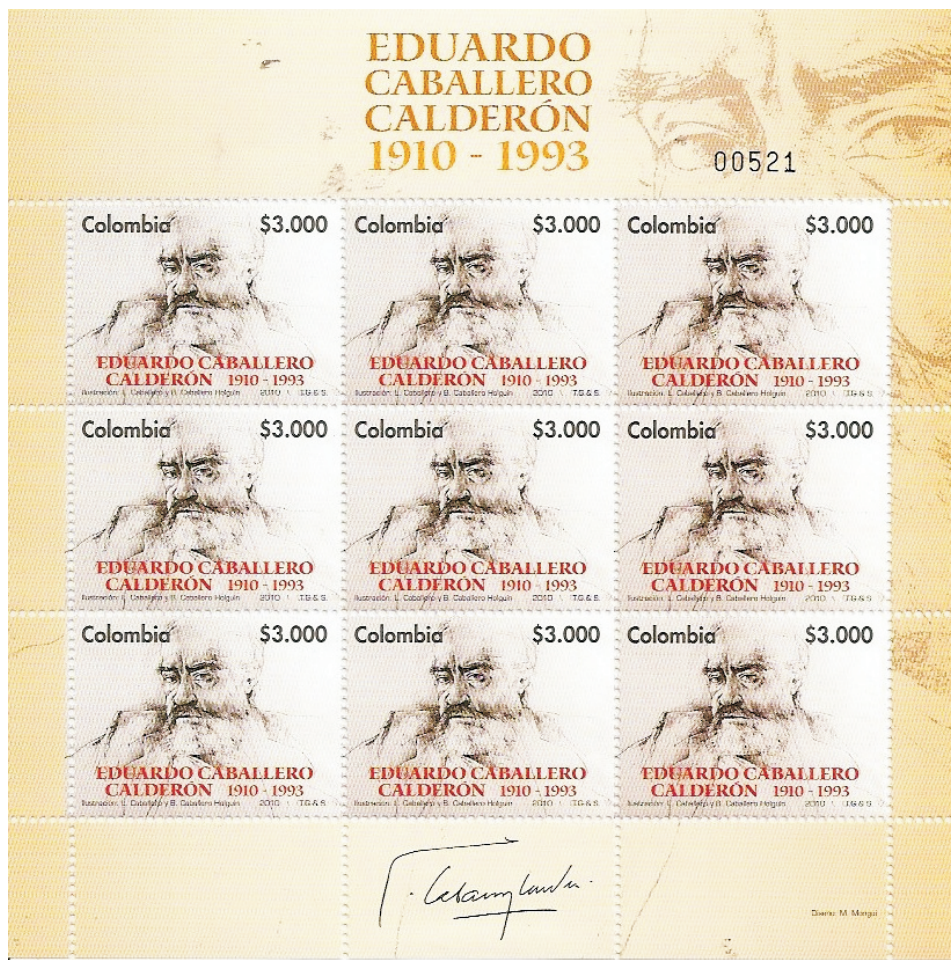 EDUARDO
CABALLERO
CALDERÓN
1910 - 1993
00521
Colombia $3.000
EDUARDO CABALLERO
CALDERÓN 1910 - 1993
Ilustración: L. Caballero y B. Caballero Holguín 2010 T.G.& S.
Colombia $3.000
EDUARDO CABALLERO
CALDERÓN 1910 - 1993
Ilustración: L. Caballero y B. Caballero Holguín 2010 T.G.& S.
Colombia $3.000
EDUARDO CABALLERO
CALDERÓN 1910 - 1993
Ilustración: L. Caballero y B. Caballero Holguín 2010 T.G.& S.
Colombia $3.000
EDUARDO CABALLERO
CALDERÓN 1910 - 1993
Ilustración: L. Caballero y B. Caballero Holguín 2010 T.G.& S.
Colombia $3.000
EDUARDO CABALLERO
CALDERÓN 1910 - 1993
Ilustración: L. Caballero y B. Caballero Holguín 2010 T.G.& S.
Colombia $3.000
EDUARDO CABALLERO
CALDERÓN 1910 - 1993
Ilustración: L. Caballero y B. Caballero Holguín 2010 T.G.& S.
Colombia $3.000
EDUARDO CABALLERO
CALDERÓN 1910 - 1993
Ilustración: L. Caballero y B. Caballero Holguín 2010 T.G.& S.
Colombia $3.000
EDUARDO CABALLERO
CALDERÓN 1910 - 1993
Ilustración: L. Caballero y B. Caballero Holguín 2010 T.G.& S.
Colombia $3.000
EDUARDO CABALLERO
CALDERÓN 1910 - 1993
Ilustración: L. Caballero y B. Caballero Holguín 2010 T.G.& S.
Diseño: M. Mongui